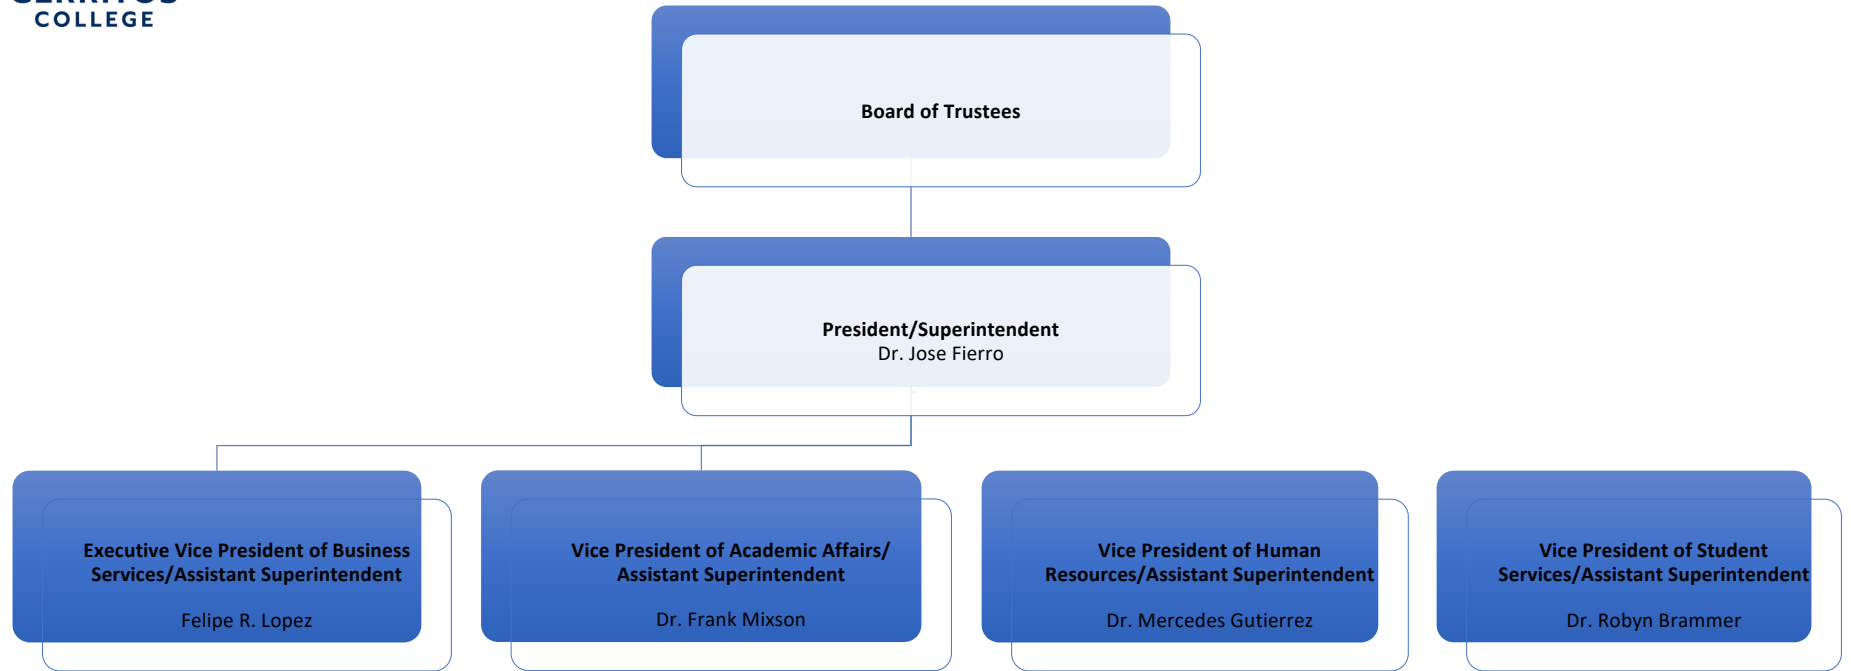 CERRITOS
COLLEGE
Board of Trustees
President/Superintendent
Dr. Jose Fierro
Executive Vice President of Business
Services/Assistant Superintendent
Felipe R. Lopez
Vice President of Academic Affairs/
Assistant Superintendent
Dr. Frank Mixson
Vice President of Human
Resources/Assistant Superintendent
Dr. Mercedes Gutierrez
Vice President of Student
Services/Assistant Superintendent
Dr. Robyn Brammer